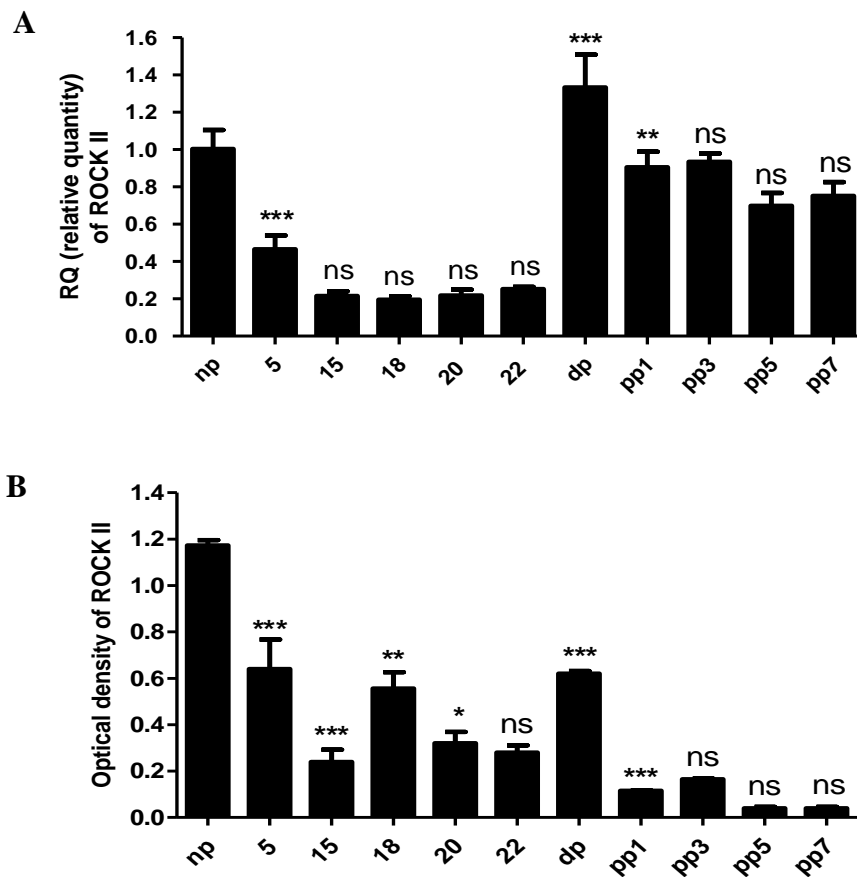 A
RQ (relative quantity)
of ROCK II
1.6
1.4
1.2
1.0
0.8
0.6
0.4
0.2
0.0
*** ns ns ns ns *** ** ns ns ns
np 5 15 18 20 22 dp pp1 pp3 pp5 pp7
B
Optical density of ROCK II
1.4
1.2
1.0
0.8
0.6
0.4
0.2
0.0
*** *** ** * ns *** *** ns ns ns
np 5 15 18 20 22 dp pp1 pp3 pp5 pp7